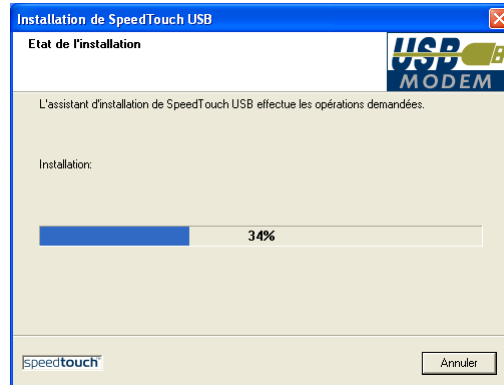 Installation de SpeedTouch USB
Etat de l'installation
USB
MODEM
L'assistant d'installation de SpeedTouch USB effectue les opérations demandées.
Installation:
34%
speedtouch™
Annuler